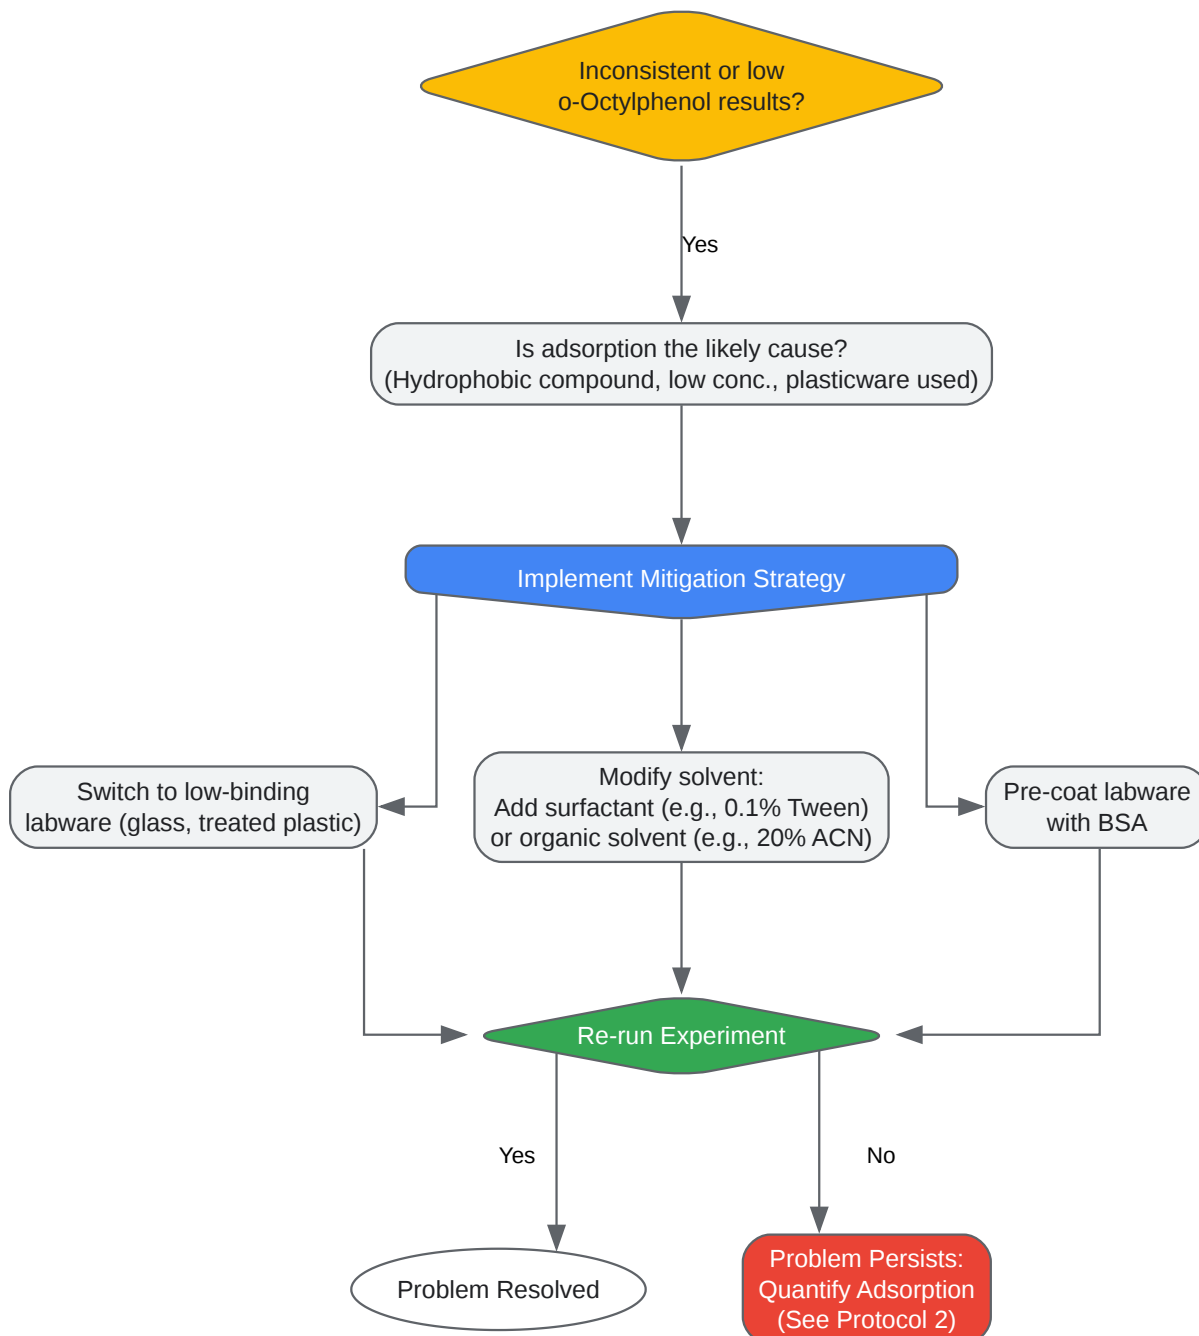 Inconsistent or low
o-Octylphenol results?
Yes
Is adsorption the likely cause?
(Hydrophobic compound, low conc., plasticware used)
Implement Mitigation Strategy
Switch to low-binding
labware (glass, treated plastic)
Modify solvent:
Add surfactant (e.g., 0.1% Tween)
or organic solvent (e.g., 20% ACN)
Pre-coat labware
with BSA
Re-run Experiment
Yes
No
Problem Resolved
Problem Persists:
Quantify Adsorption
(See Protocol 2)